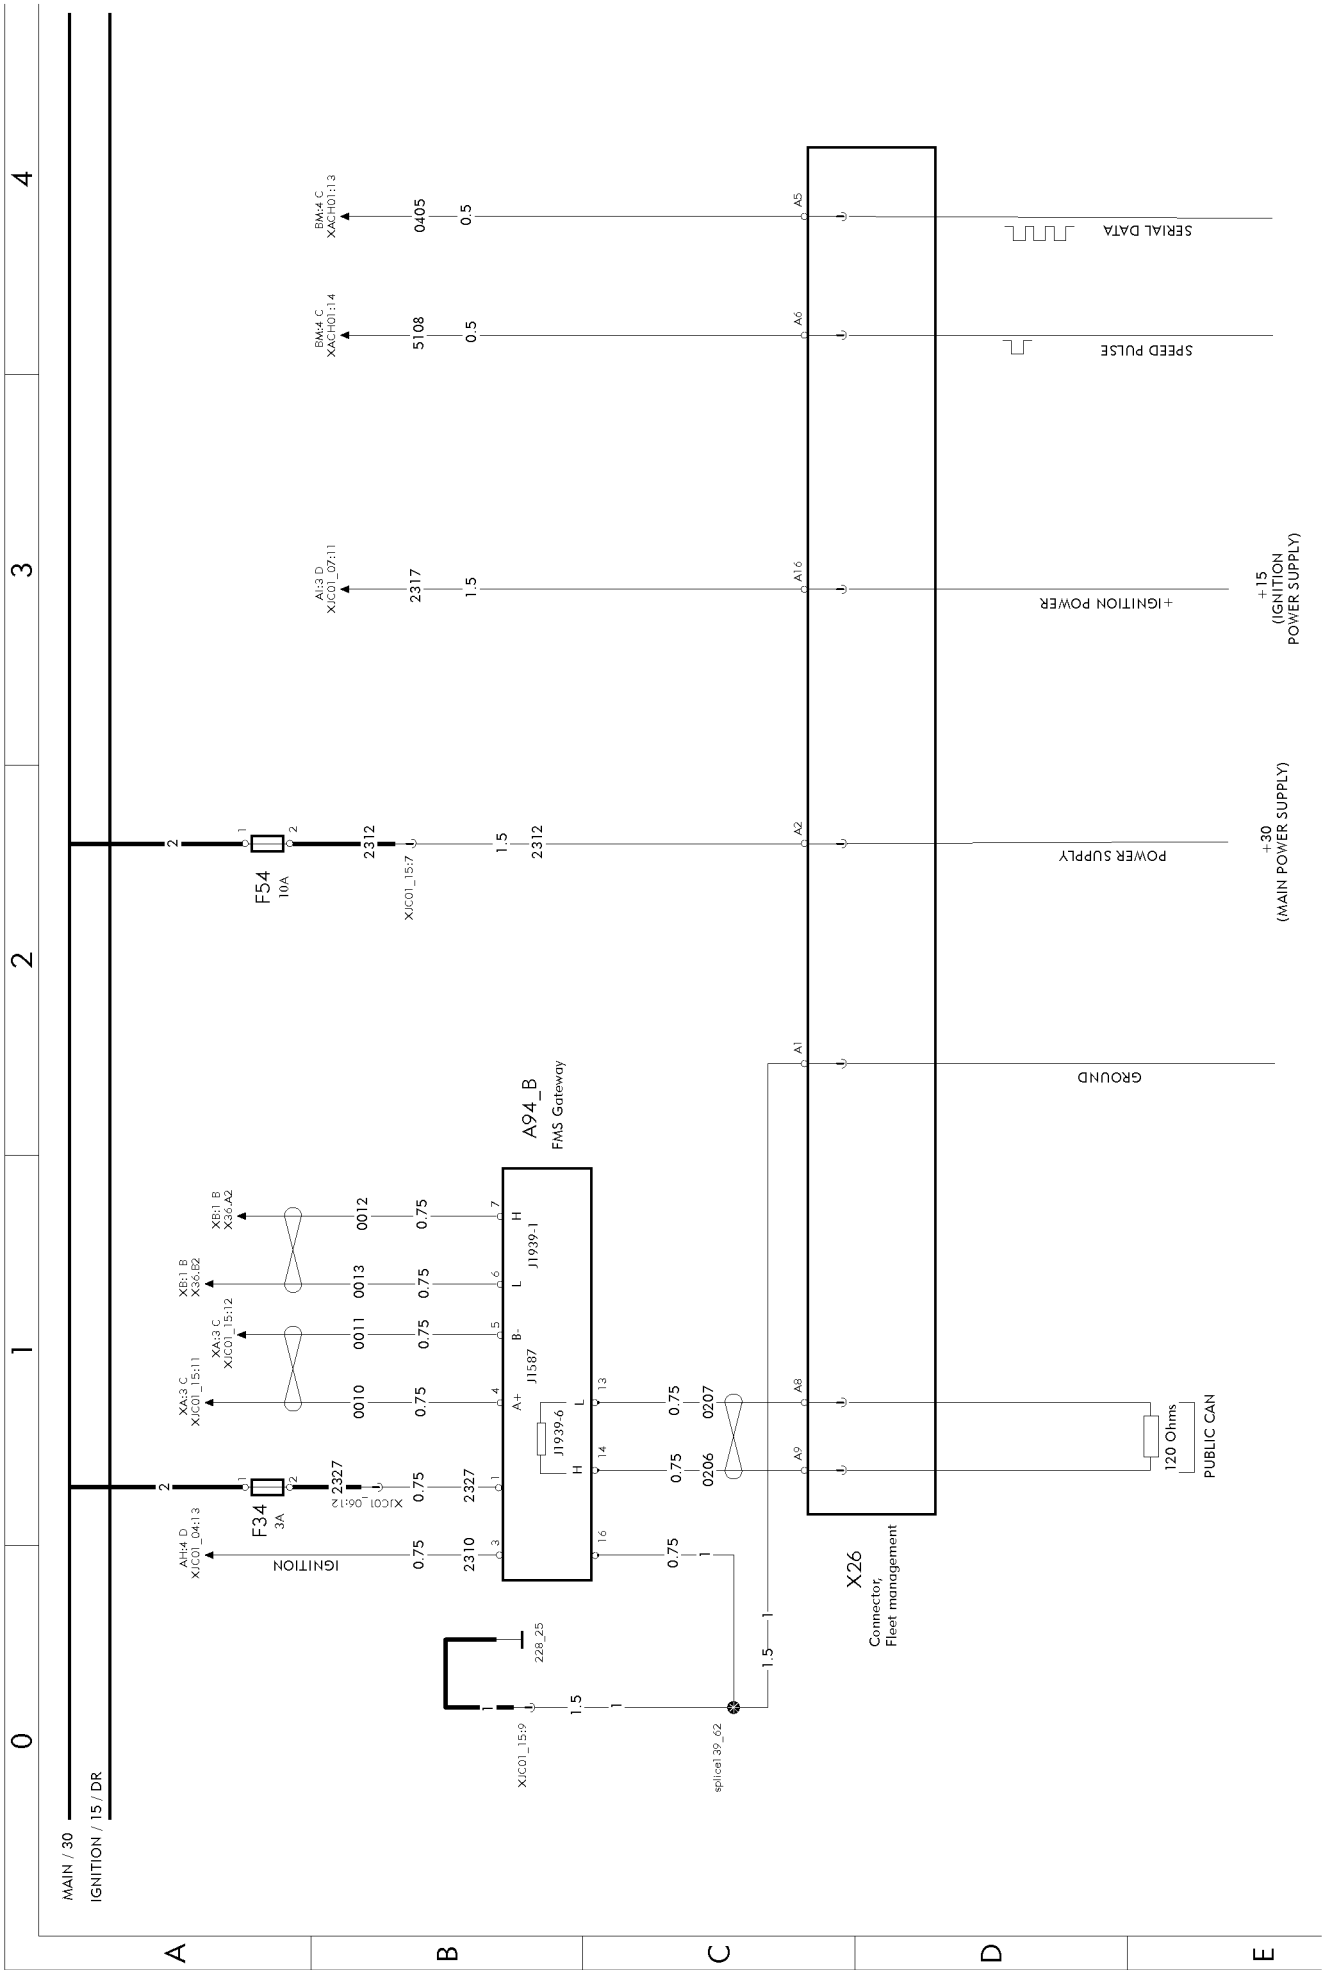 0
1
2
3
4
A
B
C
D
E
MAIN / 30
IGNITION / 15 / DR
AH:4 D
XJC01_04:13
IGNITION
0.75
2310
3
2
1
F34
3A
2
2327
XJC01_06:12
0.75
2327
1
XA:3 C
XJC01_15:11
0010
0.75
4
A+
XA:3 C
XJC01_15:12
0011
0.75
5
B-
J1587
XB:1 B
X36.B2
0013
0.75
6
L
XB:1 B
X36.A2
0012
0.75
7
H
J1939-1
A94_B
FMS Gateway
J1939-6
H
L
16
14
13
0.75
1
0.75
0206
0.75
0207
228_25
1
XJC01_15:9
1.5
1
splice139_62
1.5
1
2
1
F54
10A
2
2312
XJC01_15:7
1.5
2312
AI:3 D
XJC01_07:11
2317
1.5
BM:4 C
XACH01:14
5108
0.5
BM:4 C
XACH01:13
0405
0.5
A9
A8
A1
A2
A16
A6
A5
X26
Connector,
Fleet management
120 Ohms
PUBLIC CAN
GROUND
POWER SUPPLY
+30
(MAIN POWER SUPPLY)
+IGNITION POWER
+15
(IGNITION
POWER SUPPLY)
SPEED PULSE
SERIAL DATA